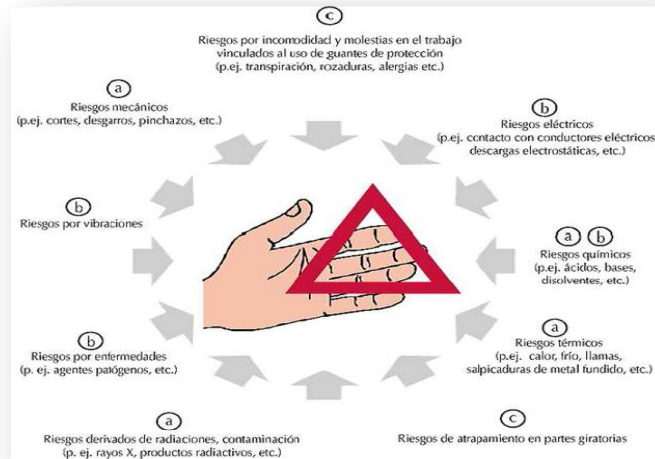 c
Riesgos por incomodidad y molestias en el trabajo
vinculados al uso de guantes de protección
(p.ej. transpiración, rozaduras, alergias etc.)
a
Riesgos mecánicos
(p.ej. cortes, desgarros, pinchazos, etc.)
b
Riesgos eléctricos
(p.ej. contacto con conductores eléctricos
descargas electrostáticas, etc.)
b
Riesgos por vibraciones
a b
Riesgos químicos
(p.ej. ácidos, bases,
disolventes, etc.)
b
Riesgos por enfermedades
(p. ej. agentes patógenos, etc.)
a
Riesgos térmicos
(p.ej. calor, frío, llamas,
salpicaduras de metal fundido, etc.)
a
Riesgos derivados de radiaciones, contaminación
(p. ej. rayos X, productos radiactivos, etc.)
c
Riesgos de atrapamiento en partes giratorias